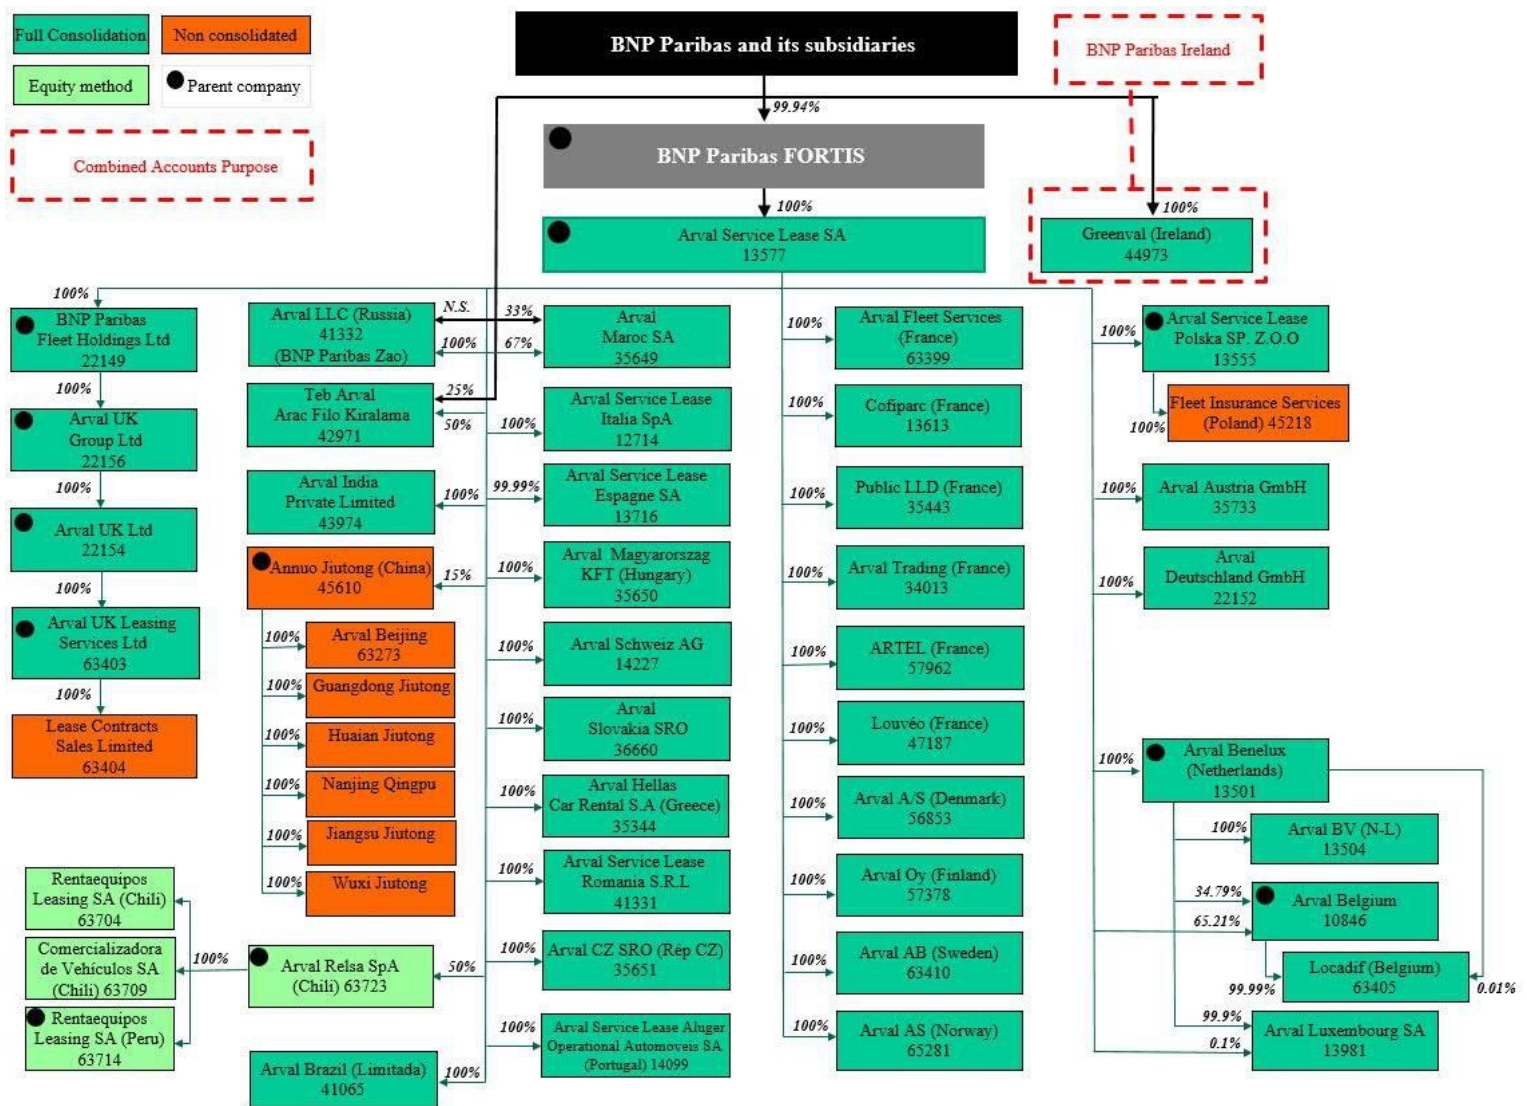 Full Consolidation
Non consolidated
Equity method
Parent company
Combined Accounts Purpose
BNP Paribas and its subsidiaries
BNP Paribas Ireland
99.94%
BNP Paribas FORTIS
100%
Arval Service Lease SA
13577
100%
Greenval (Ireland)
44973
100%
BNP Paribas
Fleet Holdings Ltd
22149
100%
Arval UK
Group Ltd
22156
100%
Arval UK Ltd
22154
100%
Arval UK Leasing
Services Ltd
63403
100%
Lease Contracts
Sales Limited
63404
Arval LLC (Russia)
41332
(BNP Paribas Zao)
N.S.
100%
Teb Arval
Arac Filo Kiralama
42971
25%
50%
Arval India
Private Limited
43974
100%
Annuo Jiutong (China)
45610
15%
100%
Arval Beijing
63273
100%
Guangdong Jiutong
100%
Huaian Jiutong
100%
Nanjing Qingpu
100%
Jiangsu Jiutong
100%
Wuxi Jiutong
Rentaequipos
Leasing SA (Chili)
63704
Comercializadora
de Vehículos SA
(Chili) 63709
Rentaequipos
Leasing SA (Peru)
63714
100%
Arval Relsa SpA
(Chili) 63723
50%
Arval Brazil (Limitada)
41065
100%
33%
67%
Arval
Maroc SA
35649
100%
Arval Service Lease
Italia SpA
12714
99.99%
Arval Service Lease
Espagne SA
13716
100%
Arval Magyarorszag
KFT (Hungary)
35650
100%
Arval Schweiz AG
14227
100%
Arval
Slovakia SRO
36660
100%
Arval Hellas
Car Rental S.A (Greece)
35344
100%
Arval Service Lease
Romania S.R.L
41331
100%
Arval CZ SRO (Rép CZ)
35651
100%
Arval Service Lease Aluger
Operational Automoveis SA
(Portugal) 14099
100%
Arval Fleet Services
(France)
63399
100%
Cofiparc (France)
13613
100%
Public LLD (France)
35443
100%
Arval Trading (France)
34013
100%
ARTEL (France)
57962
100%
Louvéo (France)
47187
100%
Arval A/S (Denmark)
56853
100%
Arval Oy (Finland)
57378
100%
Arval AB (Sweden)
63410
100%
Arval AS (Norway)
65281
100%
Arval Service Lease
Polska SP. Z.O.O
13555
100%
Fleet Insurance Services
(Poland) 45218
100%
Arval Austria GmbH
35733
100%
Arval
Deutschland GmbH
22152
100%
Arval Benelux
(Netherlands)
13501
100%
Arval BV (N-L)
13504
34.79%
65.21%
Arval Belgium
10846
99.99%
Locadif (Belgium)
63405
0.01%
99.9%
0.1%
Arval Luxembourg SA
13981